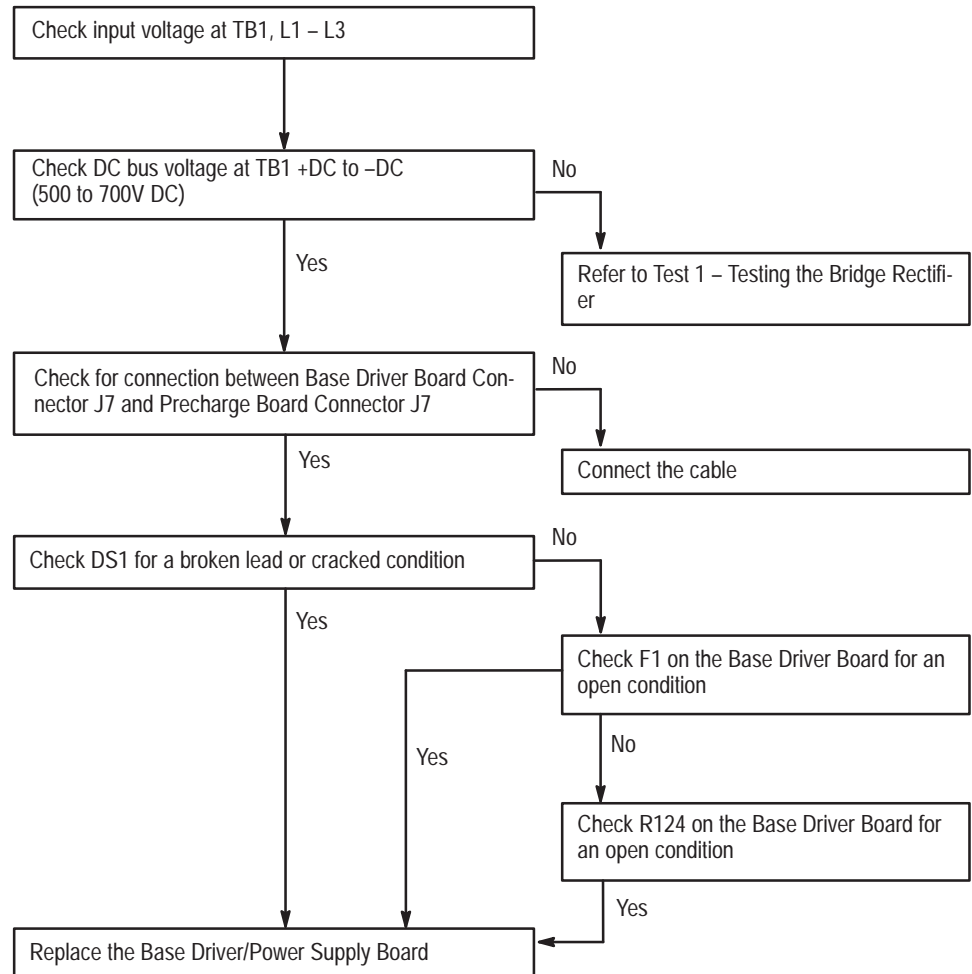 Check input voltage at TB1, L1 – L3
Check DC bus voltage at TB1 +DC to –DC
(500 to 700V DC)
No
Yes
Refer to Test 1 – Testing the Bridge Rectifi-
er
Check for connection between Base Driver Board Con-
nector J7 and Precharge Board Connector J7
No
Yes
Connect the cable
Check DS1 for a broken lead or cracked condition
No
Yes
Check F1 on the Base Driver Board for an
open condition
Yes
No
Check R124 on the Base Driver Board for
an open condition
Yes
Replace the Base Driver/Power Supply Board